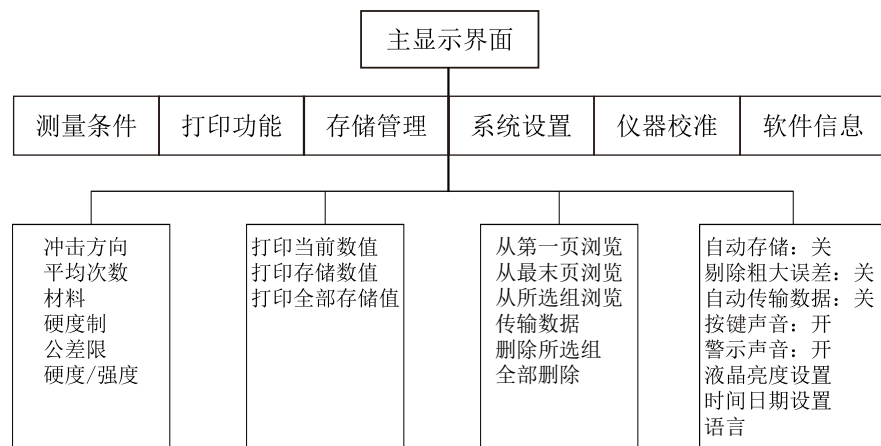 主显示界面
测量条件
打印功能
存储管理
系统设置
仪器校准
软件信息
冲击方向
平均次数
材料
硬度制
公差限
硬度/强度
打印当前数值
打印存储数值
打印全部存储值
从第一页浏览
从最末页浏览
从所选组浏览
传输数据
删除所选组
全部删除
自动存储：关
剔除粗大误差：关
自动传输数据：关
按键声音：开
警示声音：开
液晶亮度设置
时间日期设置
语言